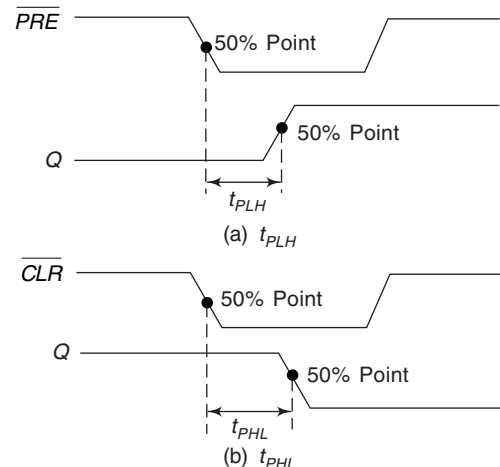 PRE
50% Point
50% Point
Q
tPLH
(a) tPLH
CLR
50% Point
Q
50% Point
tPHL
(b) tPHL